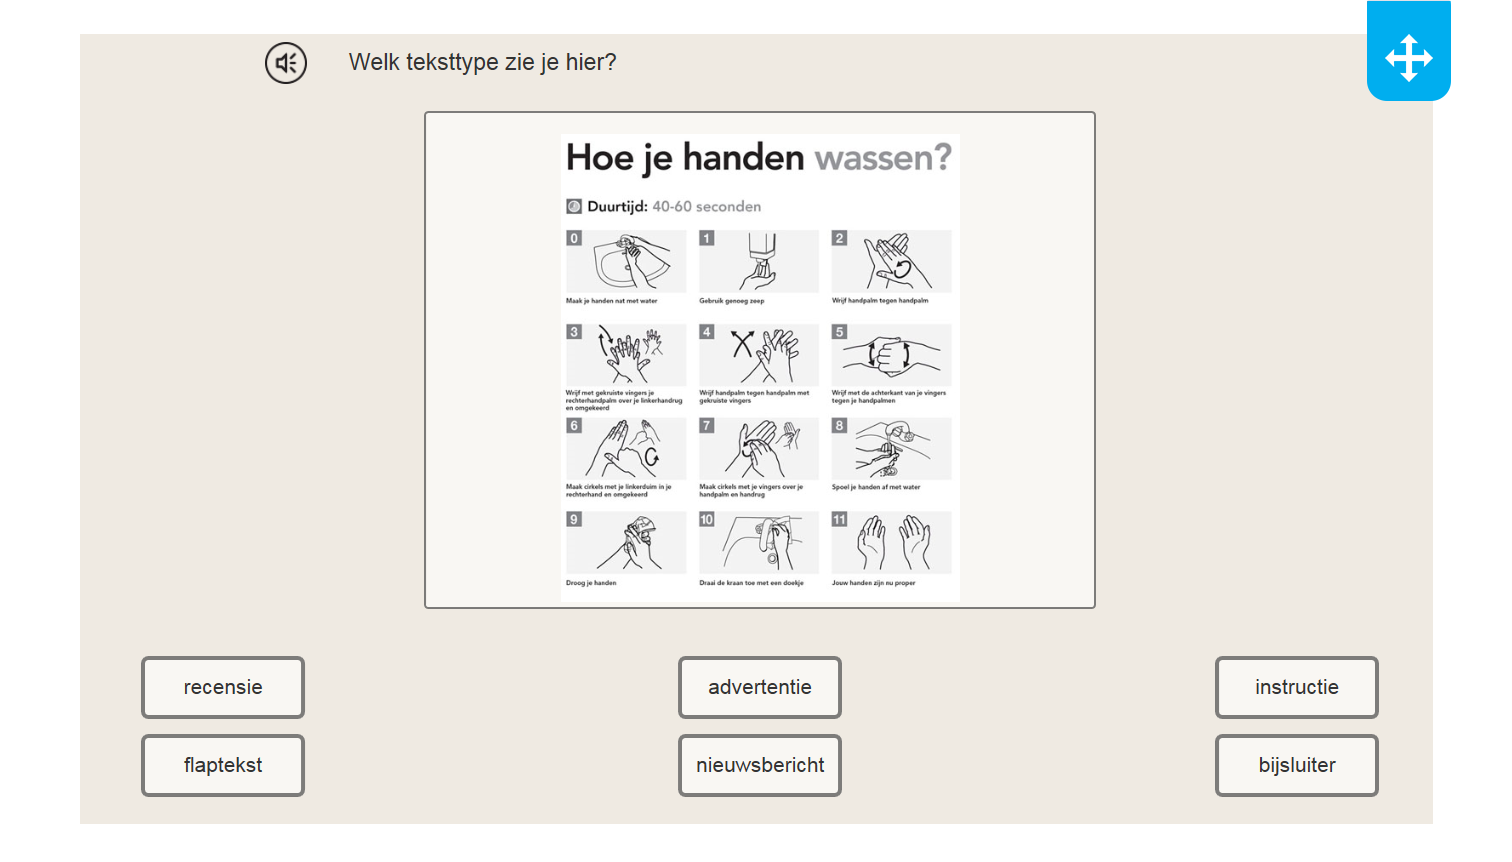 Welk teksttype zie je hier?
Hoe je handen wassen?
Duurtijd: 40-60 seconden
0
1
2
Maak je handen nat met water
Gebruik genoeg zeep
Wrijf handpalm tegen handpalm
3
4
5
Wrijf met gekruiste vingers je
rechterhandpalm over je linkerhandrug
en omgekeerd
Wrijf handpalm tegen handpalm met
gekruiste vingers
Wrijf met de achterkant van je vingers
tegen je handpalmen
6
7
8
Maak cirkels met je linkerduim in je
rechterhand en omgekeerd
Maak cirkels met je vingers over je
handpalm en handrug
Spoel je handen af met water
9
10
11
Droog je handen
Draai de kraan toe met een doekje
Jouw handen zijn nu proper
recensie
advertentie
instructie
flaptekst
nieuwsbericht
bijsluiter